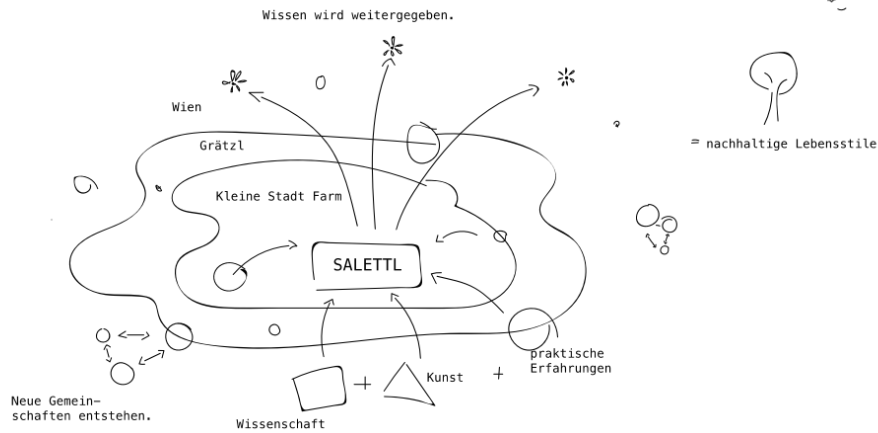 Wissen wird weitergegeben.
Wien
Grätzl
= nachhaltige Lebensstile
Kleine Stadt Farm
SALETTL
praktische
Erfahrungen
+
+
Kunst
Neue Gemein-
schaften entstehen.
Wissenschaft